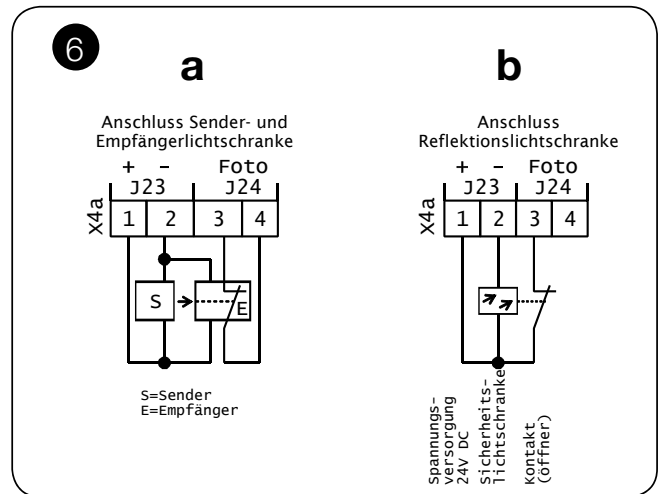 6
a
Anschluss Sender- und
Empfängerlichtschranke
+ − Foto
J23 J24
X4a
1 2 3 4
S E
S=Sender
E=Empfänger
b
Anschluss
Reflektionslichtschranke
+ − Foto
J23 J24
X4a
1 2 3 4
Spannungs-
versorgung
24V DC
Sicherheits-
lichtschranke
Kontakt
(öffner)